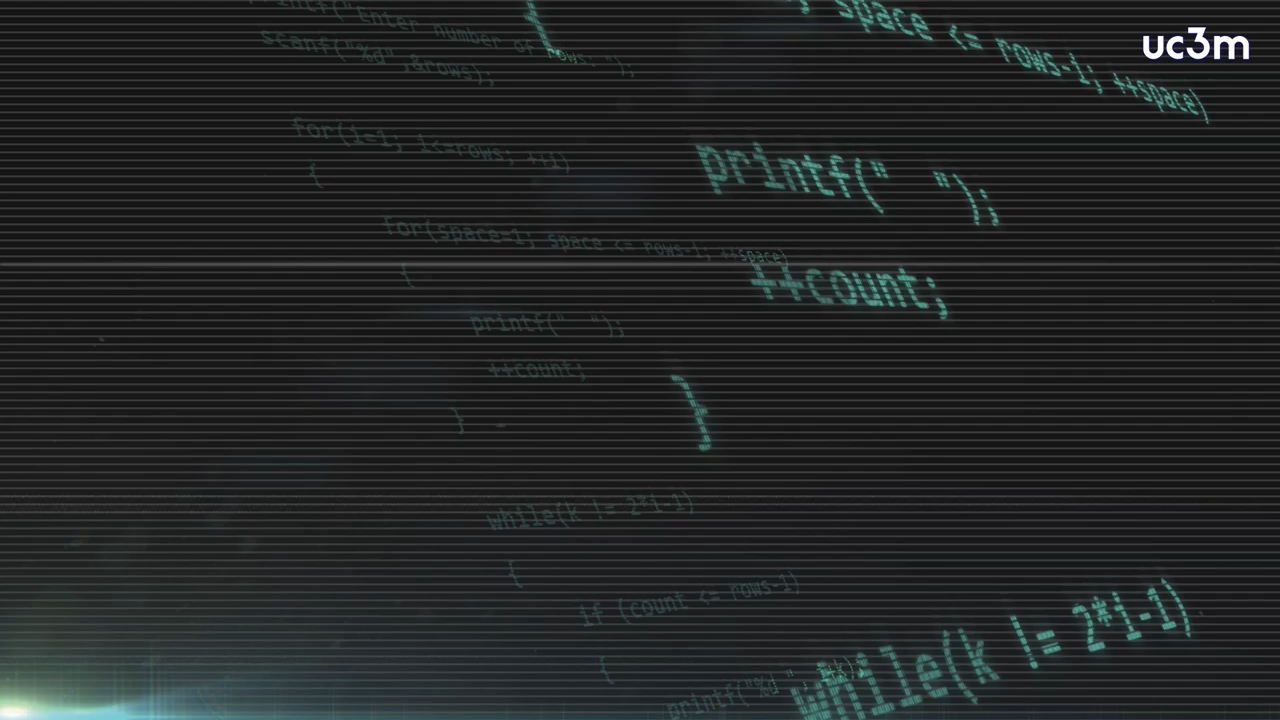 printf("Enter number of rows: ");
scanf("%d",&rows);
for(i=1; i<=rows; ++i)
{
for(space=1; space <= rows-1; ++space)
{
printf("  ");
++count;
}
while(k != 2*i-1)
{
if (count <= rows-1)
{
printf("%d ",
{
; space <= rows-1; ++space)
printf("  ");
++count;
}
while(k != 2*i-1)
uc3m